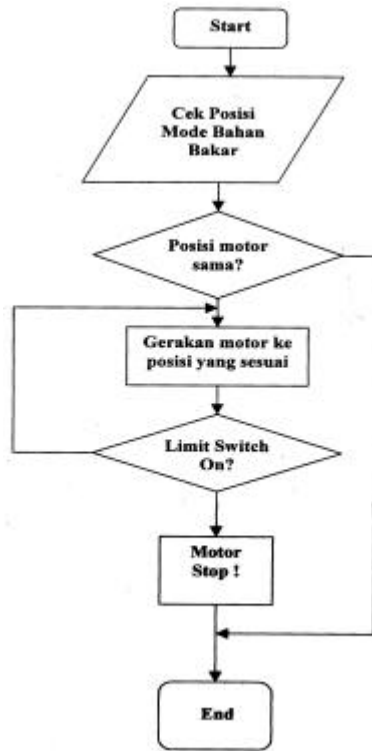 Start
Cek Posisi
Mode Bahan
Bakar
Posisi motor
sama?
Gerakan motor ke
posisi yang sesuai
Limit Switch
On?
Motor
Stop !
End